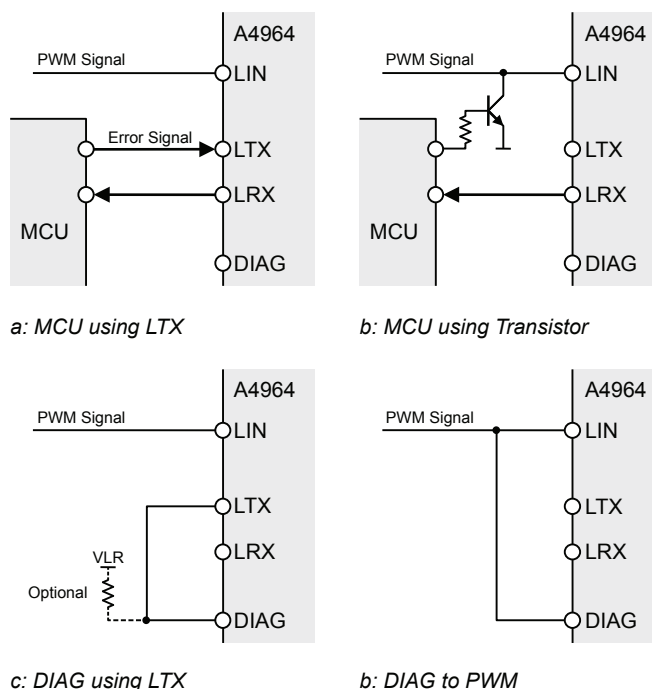 A4964
A4964
PWM Signal
LIN
PWM Signal
LIN
Error Signal
LTX
LTX
LRX
LRX
MCU
MCU
DIAG
DIAG
a: MCU using LTX
b: MCU using Transistor
A4964
A4964
PWM Signal
LIN
PWM Signal
LIN
LTX
LTX
VLR
LRX
LRX
Optional
DIAG
DIAG
c: DIAG using LTX
b: DIAG to PWM